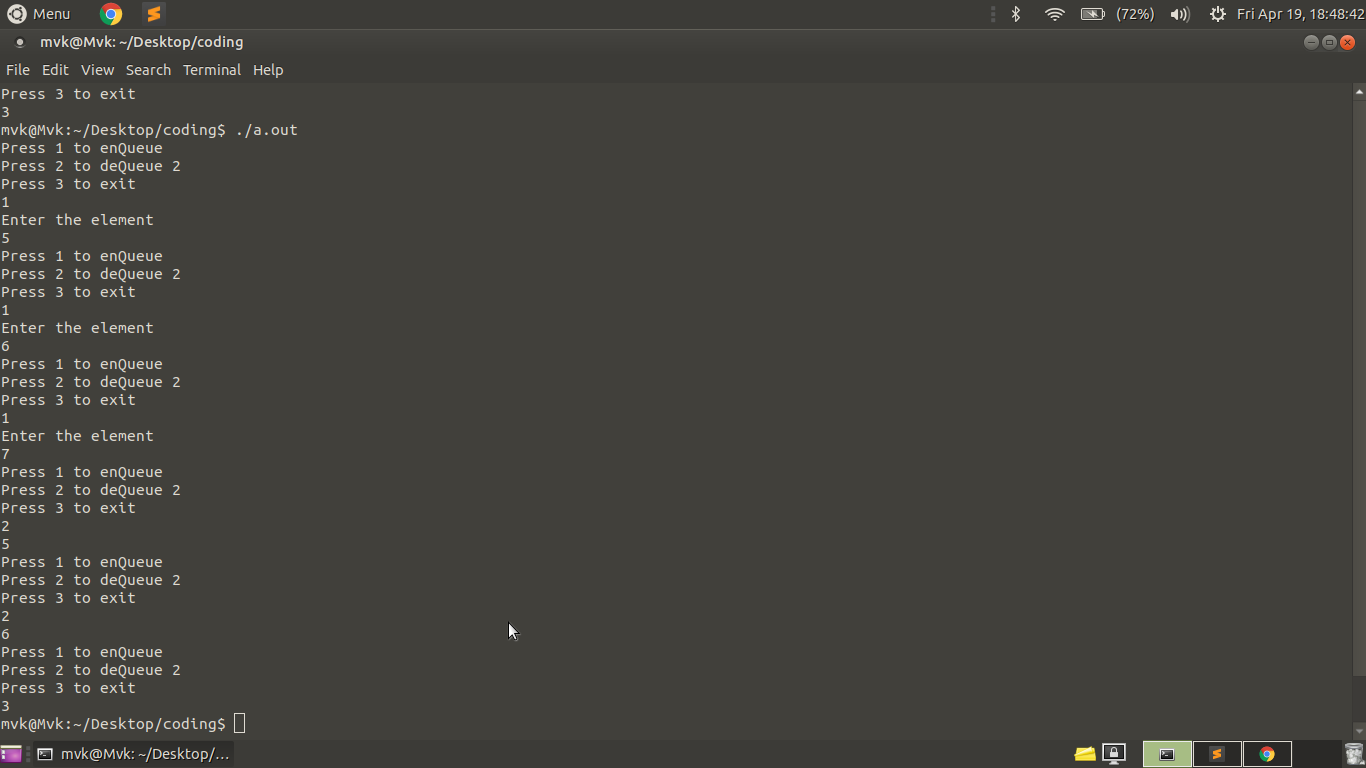 Menu (72%) Fri Apr 19, 18:48:42
mvk@Mvk: ~/Desktop/coding
File Edit View Search Terminal Help
Press 3 to exit
3
mvk@Mvk:~/Desktop/coding$ ./a.out
Press 1 to enQueue
Press 2 to deQueue 2
Press 3 to exit
1
Enter the element
5
Press 1 to enQueue
Press 2 to deQueue 2
Press 3 to exit
1
Enter the element
6
Press 1 to enQueue
Press 2 to deQueue 2
Press 3 to exit
1
Enter the element
7
Press 1 to enQueue
Press 2 to deQueue 2
Press 3 to exit
2
5
Press 1 to enQueue
Press 2 to deQueue 2
Press 3 to exit
2
6
Press 1 to enQueue
Press 2 to deQueue 2
Press 3 to exit
3
mvk@Mvk:~/Desktop/coding$
mvk@Mvk: ~/Desktop/...